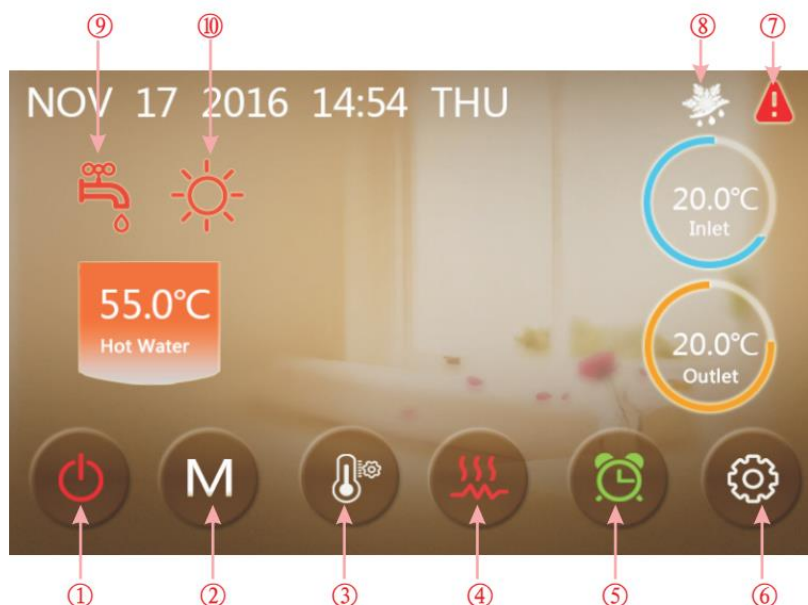 ⑨ ⑩ ⑧ ⑦
NOV 17 2016 14:54 THU
20.0℃
Inlet
55.0℃
Hot Water
20.0℃
Outlet
M
① ② ③ ④ ⑤ ⑥